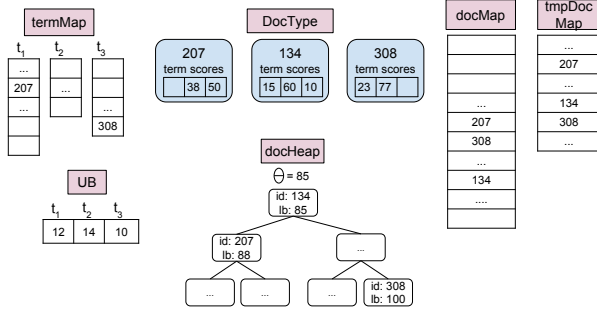 termMap
t1 t2 t3
...
207
...
...
...
308
UB
t1 t2 t3
12 14 10
DocType
207
term scores
38 50
134
term scores
15 60 10
308
term scores
23 77
docHeap
Θ = 85
id: 134
lb: 85
id: 207
lb: 88
...
...
...
...
id: 308
lb: 100
docMap
...
207
308
...
134
....
tmpDoc
Map
...
207
...
134
308
...